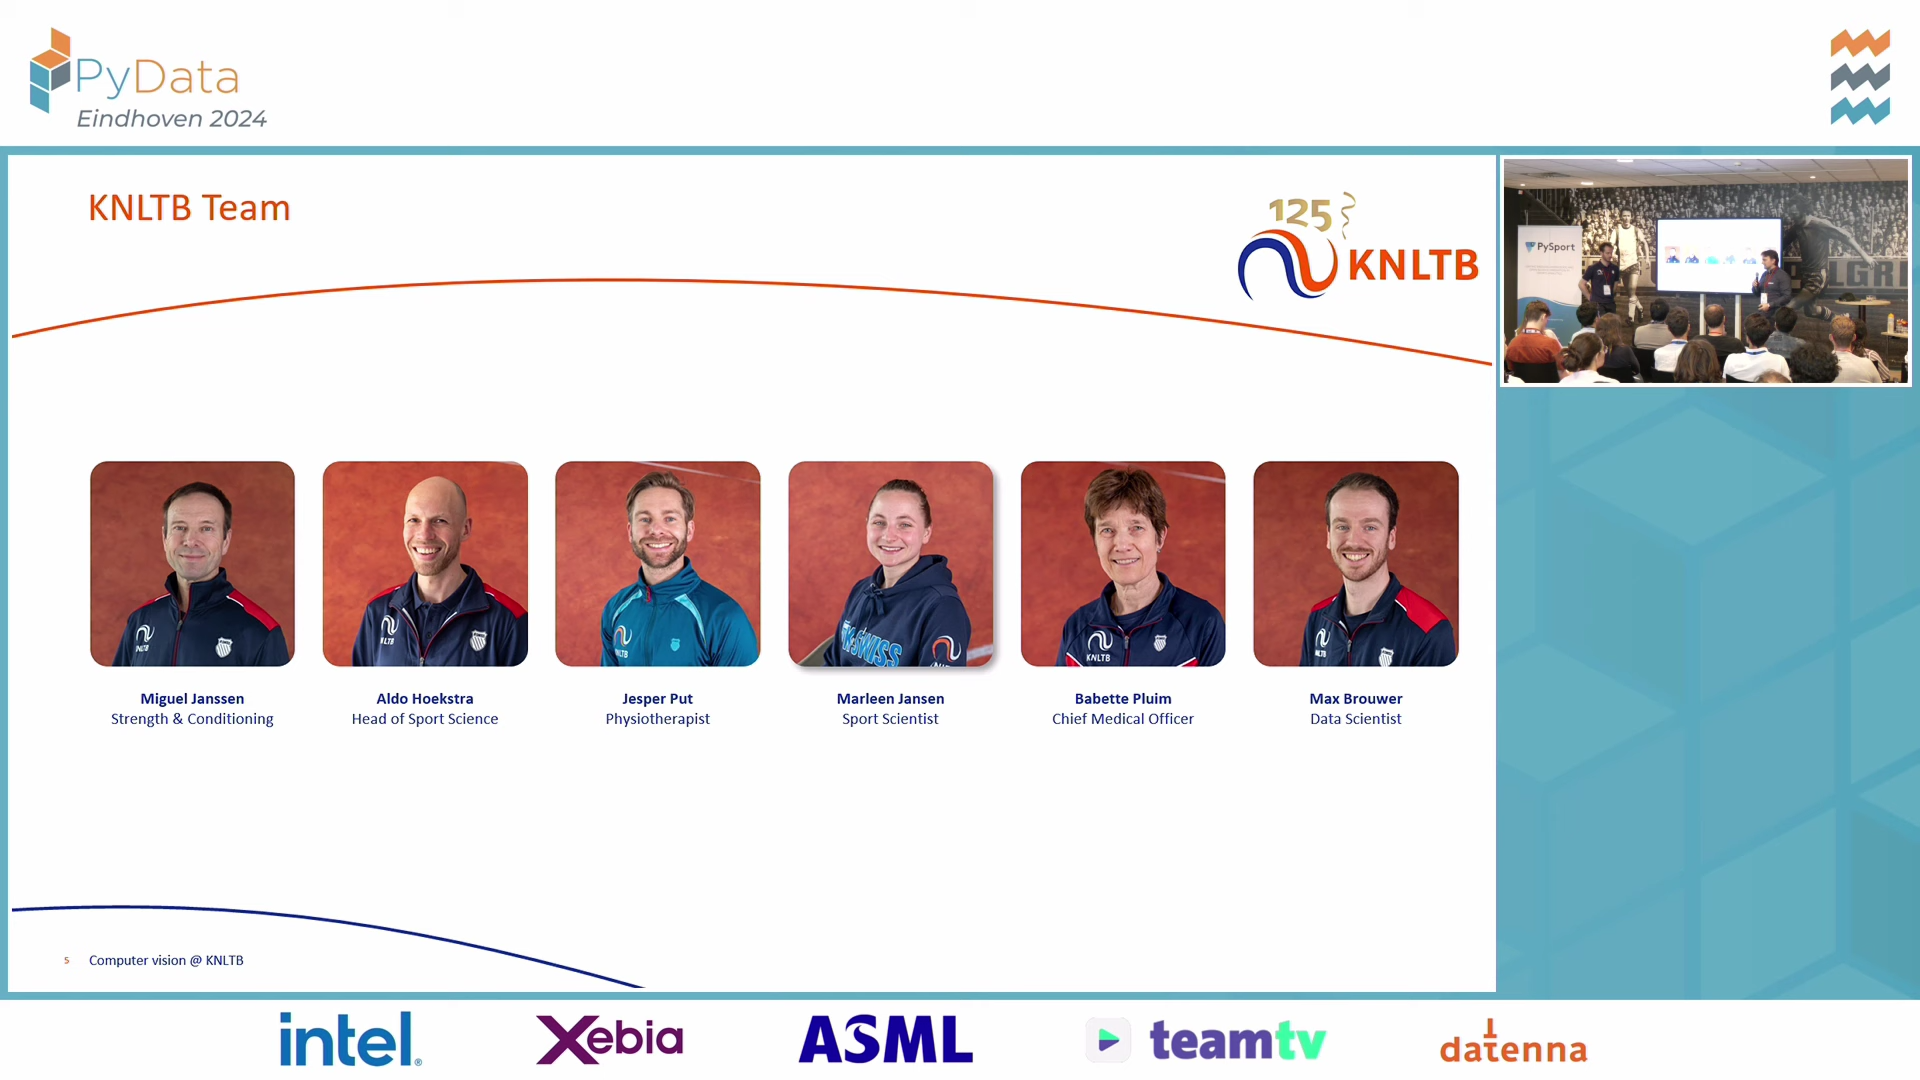 PyData
Eindhoven 2024
KNLTB Team
125
KNLTB
PySport
Miguel Janssen
Strength & Conditioning
Aldo Hoekstra
Head of Sport Science
Jesper Put
Physiotherapist
Marleen Jansen
Sport Scientist
Babette Pluim
Chief Medical Officer
Max Brouwer
Data Scientist
5
Computer vision @ KNLTB
intel
Xebia
ASML
teamtv
datenna